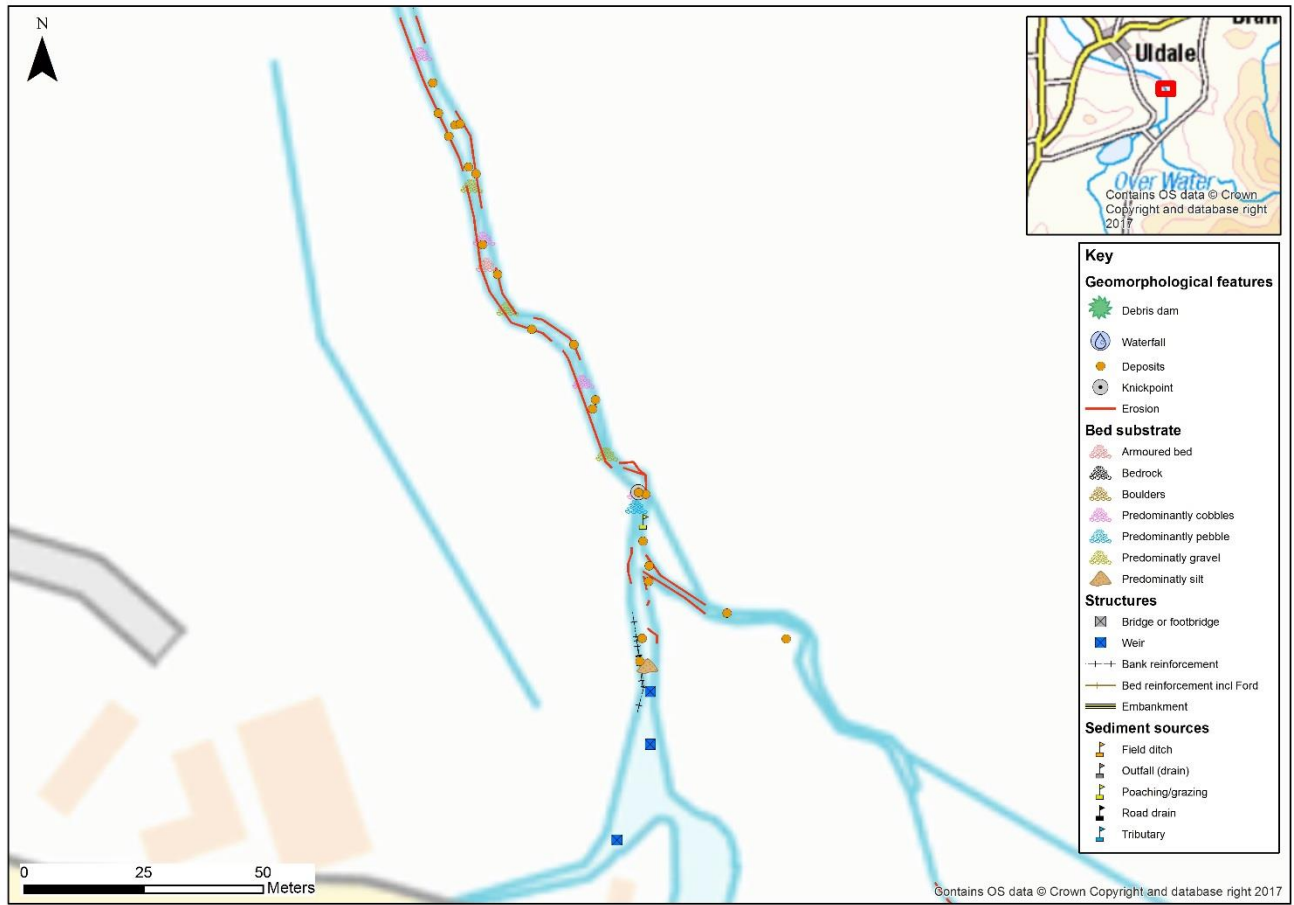 N
Uldale
Over Water
Contains OS data © Crown
Copyright and database right
2017
Key
Geomorphological features
Debris dam
Waterfall
Deposits
Knickpoint
Erosion
Bed substrate
Armoured bed
Bedrock
Boulders
Predominantly cobbles
Predominantly pebble
Predominatly gravel
Predominatly silt
Structures
Bridge or footbridge
Weir
Bank reinforcement
Bed reinforcement incl Ford
Embankment
Sediment sources
Field ditch
Outfall (drain)
Poaching/grazing
Road drain
Tributary
0 25 50
Meters
Contains OS data © Crown Copyright and database right 2017